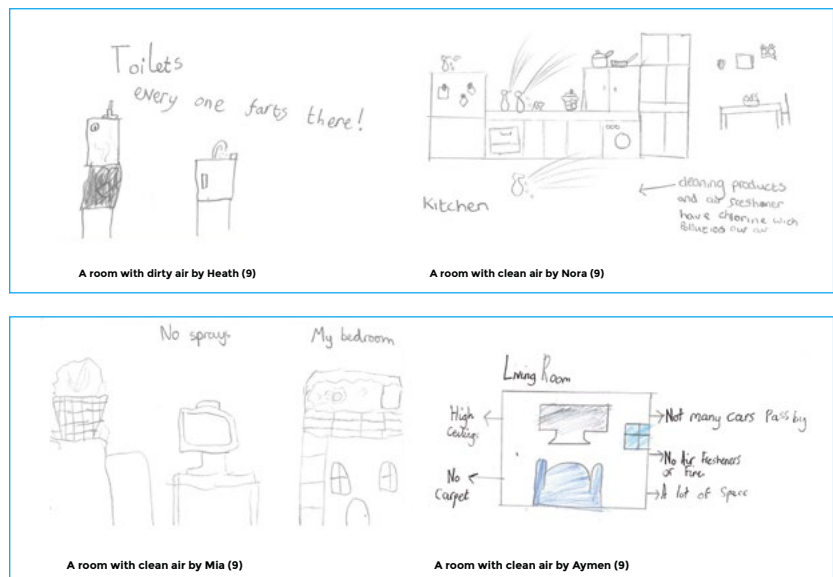 Toilets
every one farts there!
A room with dirty air by Heath (9)
Kitchen
cleaning products
and air freshener
have chlorine wich
Pollution our air
A room with clean air by Nora (9)
No spray.
My bedroom
A room with clean air by Mia (9)
Living Room
High
Ceilings
No
Carpet
Not many cars Pass by
No Air Fresheners
or Fire
A lot of Space
A room with clean air by Aymen (9)